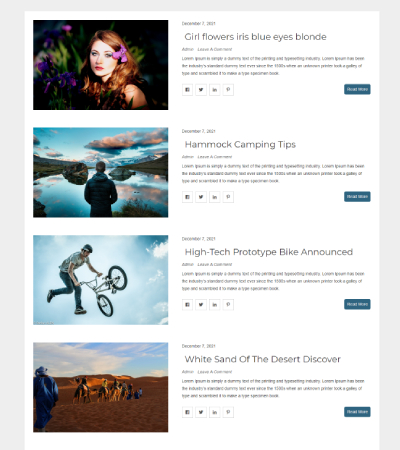 December 7, 2021
Girl flowers iris blue eyes blonde
Admin Leave A Comment
Lorem Ipsum is simply a dummy text of the printing and typesetting industry. Lorem Ipsum has been
the industry's standard dummy text ever since the 1500s when an unknown printer took a galley of
type and scrambled it to make a type specimen book.
Read More
December 7, 2021
Hammock Camping Tips
Admin Leave A Comment
Lorem Ipsum is simply a dummy text of the printing and typesetting industry. Lorem Ipsum has been
the industry's standard dummy text ever since the 1500s when an unknown printer took a galley of
type and scrambled it to make a type specimen book.
Read More
December 7, 2021
High-Tech Prototype Bike Announced
Admin Leave A Comment
Lorem Ipsum is simply a dummy text of the printing and typesetting industry. Lorem Ipsum has been
the industry's standard dummy text ever since the 1500s when an unknown printer took a galley of
type and scrambled it to make a type specimen book.
Read More
December 7, 2021
White Sand Of The Desert Discover
Admin Leave A Comment
Lorem Ipsum is simply a dummy text of the printing and typesetting industry. Lorem Ipsum has been
the industry's standard dummy text ever since the 1500s when an unknown printer took a galley of
type and scrambled it to make a type specimen book.
Read More